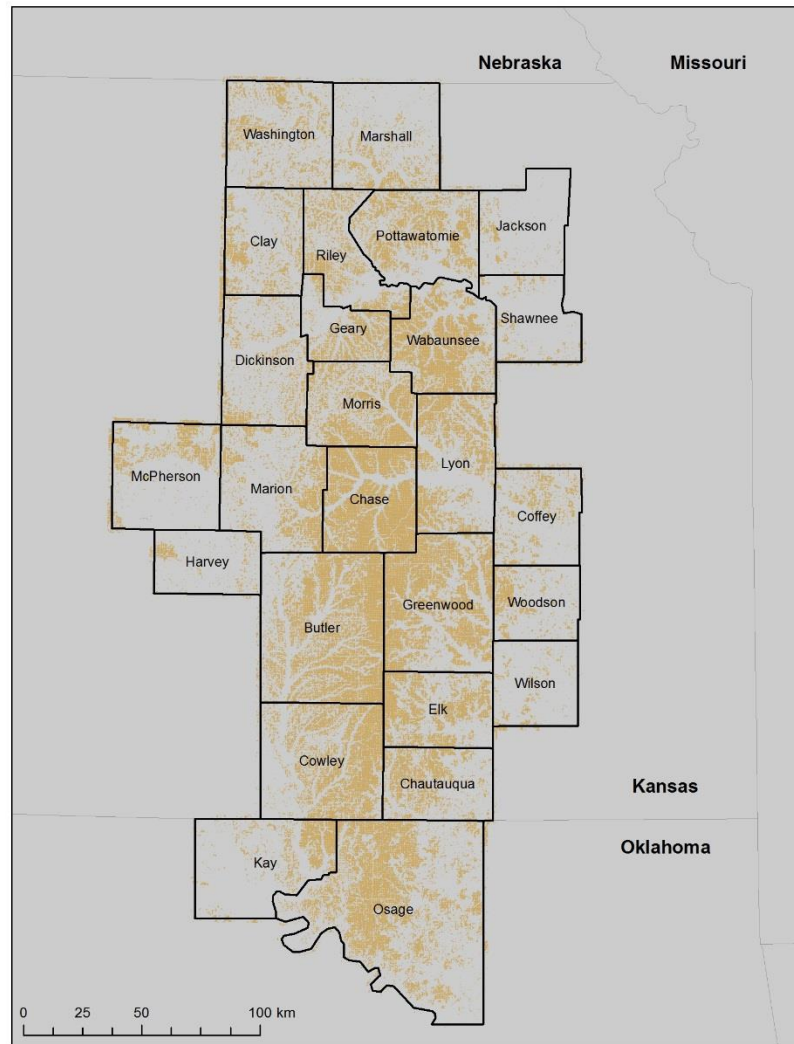 Nebraska Missouri
Washington Marshall
Jackson
Clay Riley Pottawatomie
Shawnee
Geary Wabaunsee
Dickinson
Morris
Lyon
McPherson Marion Chase
Coffey
Harvey
Greenwood Woodson
Butler
Wilson
Elk
Cowley
Chautauqua Kansas
Oklahoma
Kay
Osage
0 25 50 100 km